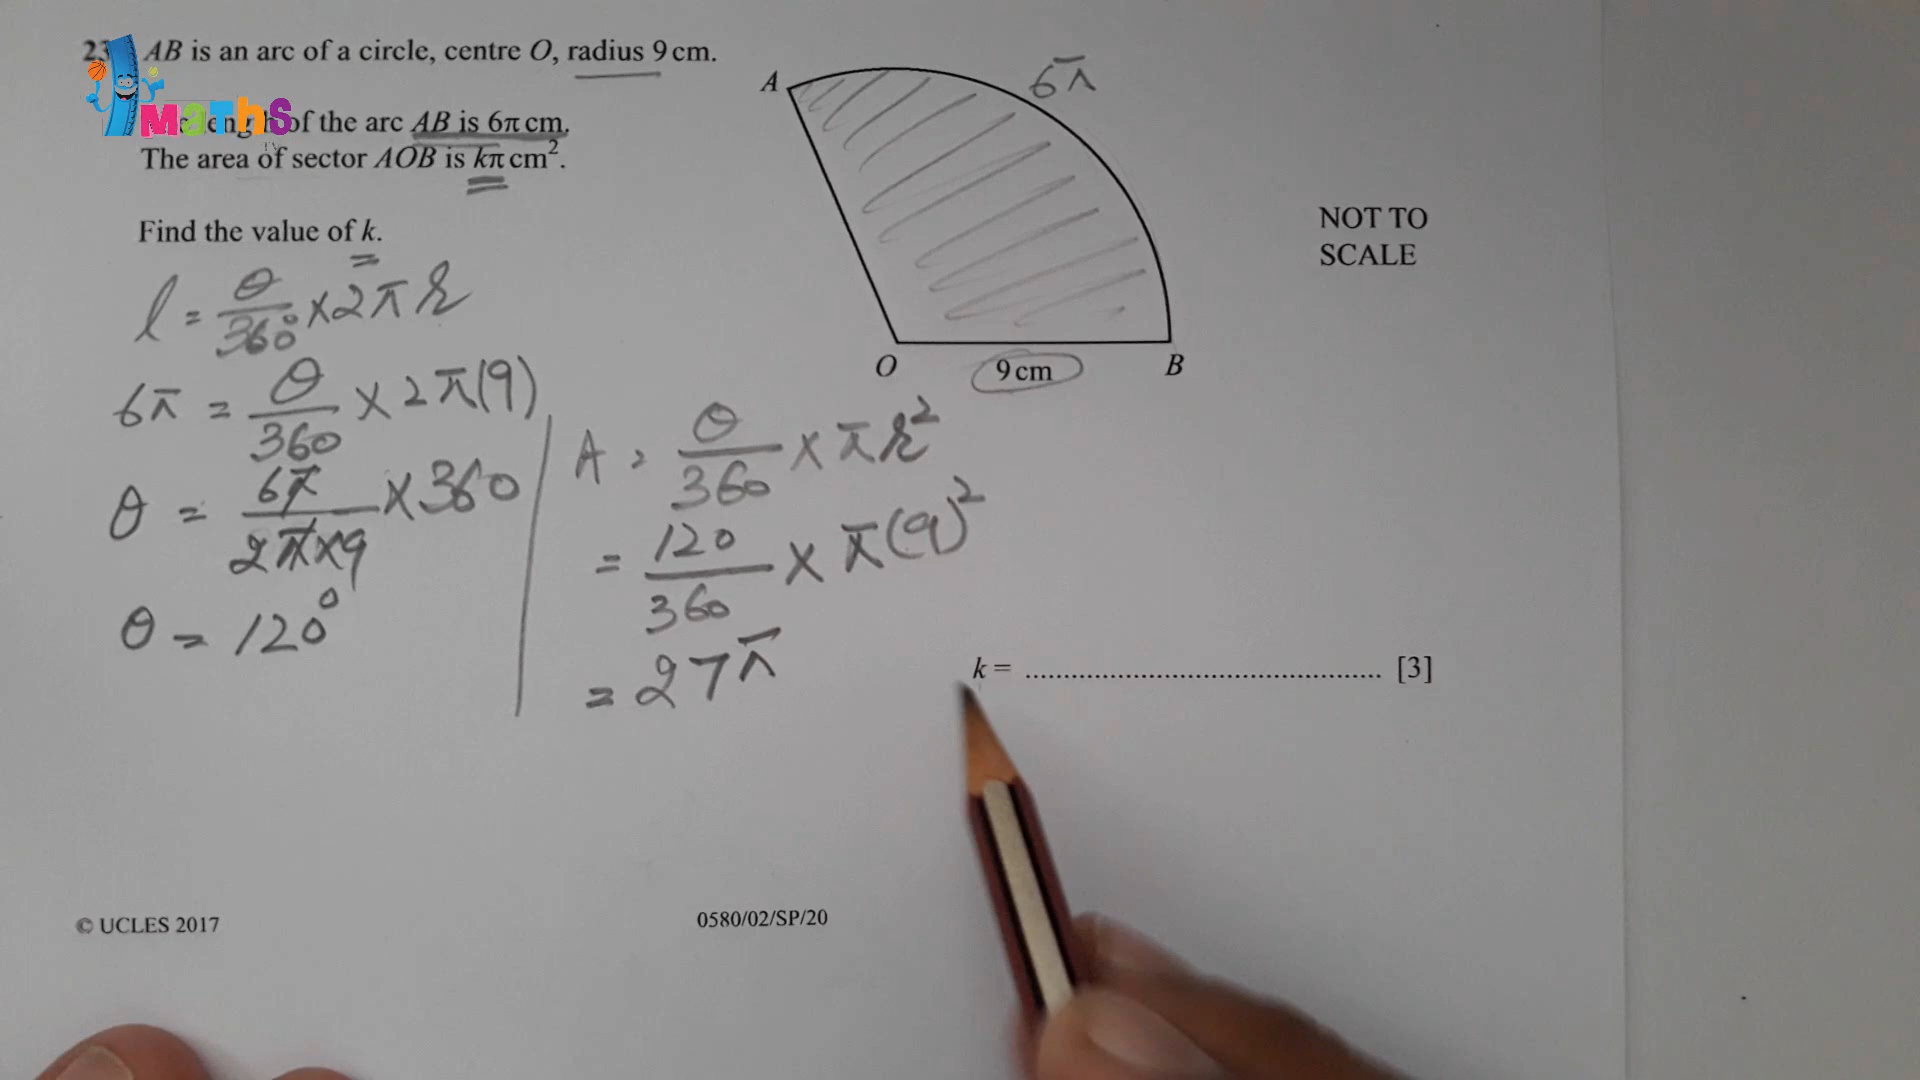 23 AB is an arc of a circle, centre O, radius 9 cm.
MaThS
of the arc AB is 6π cm.
The area of sector AOB is kπ cm².
Find the value of k.
A
6π
NOT TO
SCALE
O
9 cm
B
l = θ/360° × 2πr
6π = θ/360 × 2π(9)
θ = 6π/2π×9 × 360
θ = 120°
A = θ/360 × πr²
= 120/360 × π(9)²
= 27π
k = ................................................ [3]
© UCLES 2017
0580/02/SP/20